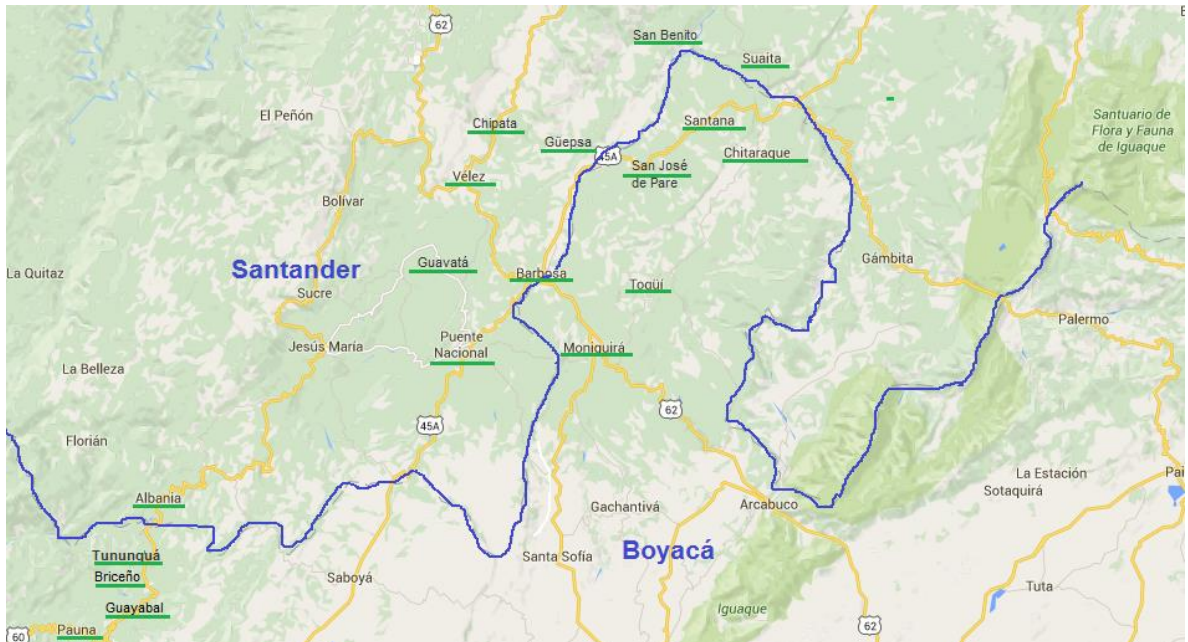 62
San Benito
Suaita
El Peñón
Chipata
Santana
Santuario de
Flora y Fauna
de Iguaque
Güepsa
45A
Chitaraque
San José
de Pare
Vélez
Bolívar
Guavatá
Gámbita
Santander
La Quitaz
Barbosa
Togüí
Sucre
Palermo
Puente
Nacional
Jesús María
Moniquirá
La Belleza
62
45A
Florián
La Estación
Sotaquirá
Pai
Albania
Gachantivá
Arcabuco
Tununguá
Santa Sofía
Boyacá
Briceño
Saboyá
Tuta
Guayabal
Iguaque
Pauna
60
62